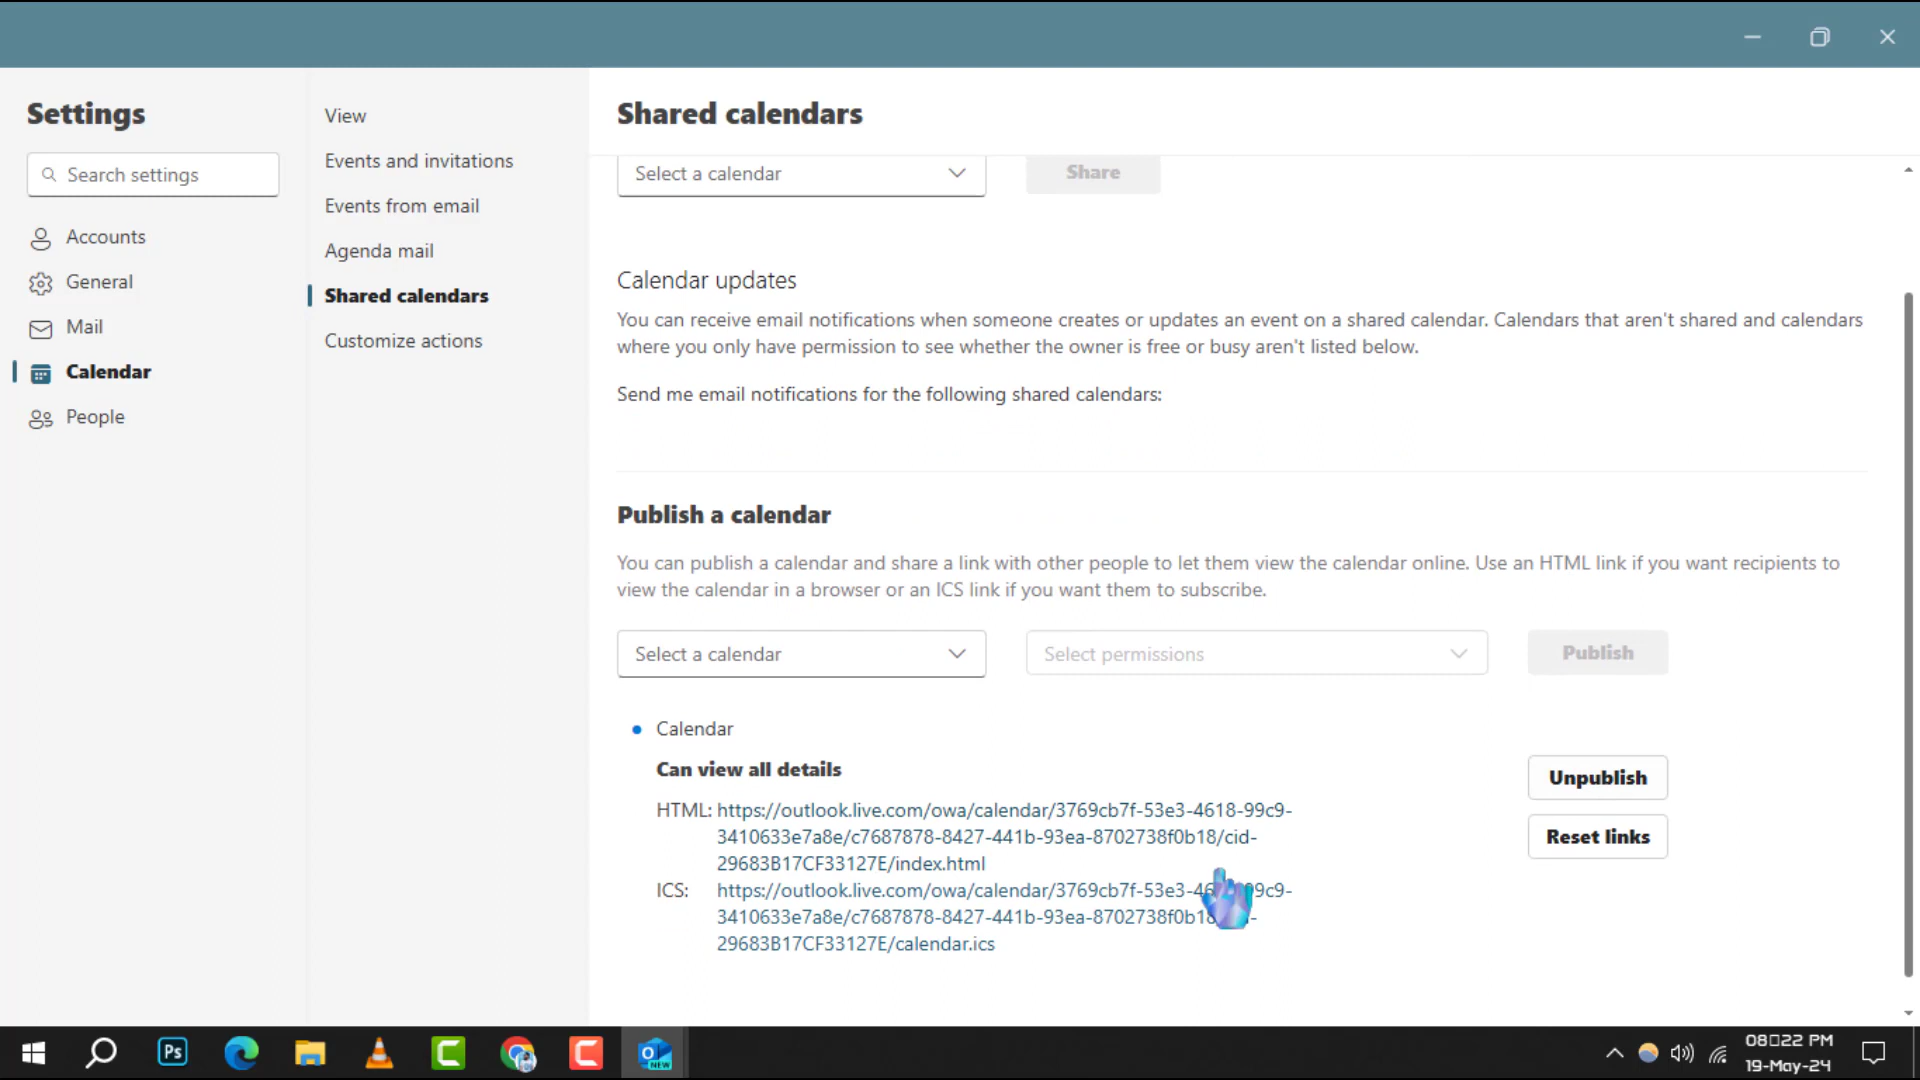 Settings
Search settings
Accounts
General
Mail
Calendar
People
View
Events and invitations
Events from email
Agenda mail
Shared calendars
Customize actions
Shared calendars
Select a calendar
Share
Calendar updates
You can receive email notifications when someone creates or updates an event on a shared calendar. Calendars that aren't shared and calendars
where you only have permission to see whether the owner is free or busy aren't listed below.
Send me email notifications for the following shared calendars:
Publish a calendar
You can publish a calendar and share a link with other people to let them view the calendar online. Use an HTML link if you want recipients to
view the calendar in a browser or an ICS link if you want them to subscribe.
Select a calendar
Select permissions
Publish
Calendar
Can view all details
Unpublish
HTML: https://outlook.live.com/owa/calendar/3769cb7f-53e3-4618-99c9-
3410633e7a8e/c7687878-8427-441b-93ea-8702738f0b18/cid-
29683B17CF33127E/index.html
Reset links
ICS: https://outlook.live.com/owa/calendar/3769cb7f-53e3-46 99c9-
3410633e7a8e/c7687878-8427-441b-93ea-8702738f0b18
29683B17CF33127E/calendar.ics
Ps
NEW
08□22 PM
19-May-24